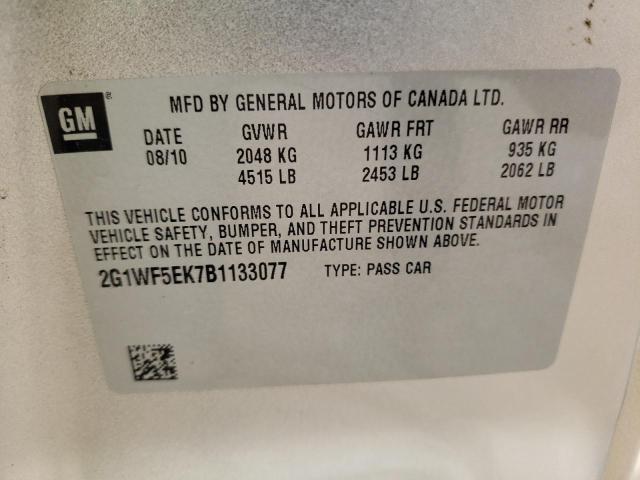 GM ®
MFD BY GENERAL MOTORS OF CANADA LTD.
DATE GVWR GAWR FRT GAWR RR
08/10 2048 KG 1113 KG 935 KG
4515 LB 2453 LB 2062 LB
THIS VEHICLE CONFORMS TO ALL APPLICABLE U.S. FEDERAL MOTOR
VEHICLE SAFETY, BUMPER, AND THEFT PREVENTION STANDARDS IN
EFFECT ON THE DATE OF MANUFACTURE SHOWN ABOVE.
2G1WF5EK7B1133077 TYPE: PASS CAR